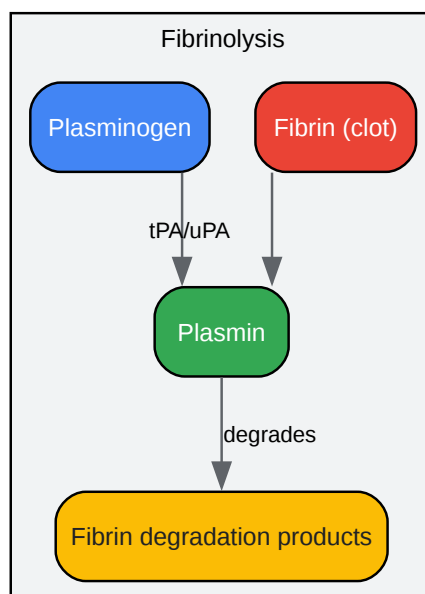 Fibrinolysis
Plasminogen
Fibrin (clot)
tPA/uPA
Plasmin
degrades
Fibrin degradation products